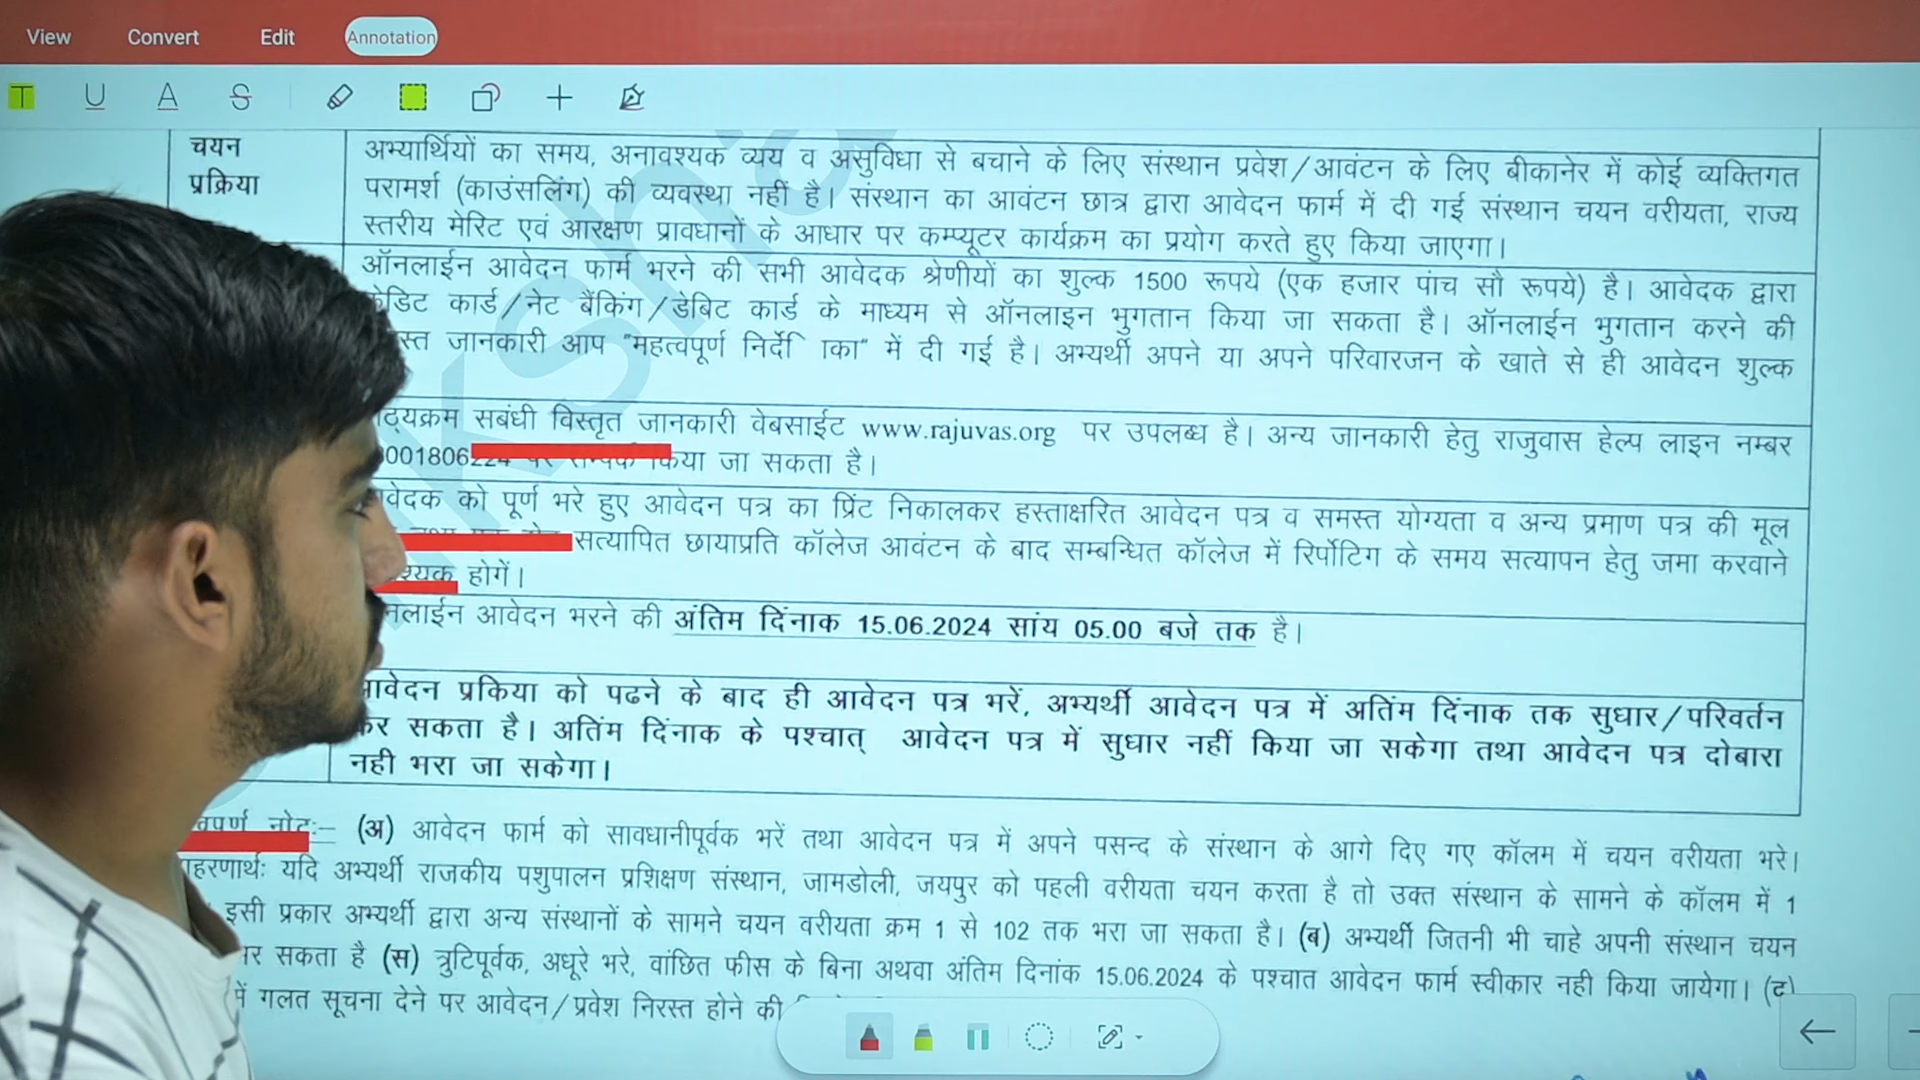 View Convert Edit Annotation
T U A S
चयन प्रक्रिया
अभ्यार्थियों का समय, अनावश्यक व्यय व असुविधा से बचाने के लिए संस्थान प्रवेश/आवंटन के लिए बीकानेर में कोई व्यक्तिगत
परामर्श (काउंसलिंग) की व्यवस्था नहीं है। संस्थान का आवंटन छात्र द्वारा आवेदन फार्म में दी गई संस्थान चयन वरीयता, राज्य
स्तरीय मेरिट एवं आरक्षण प्रावधानों के आधार पर कम्प्यूटर कार्यक्रम का प्रयोग करते हुए किया जाएगा।
ऑनलाईन आवेदन फार्म भरने की सभी आवेदक श्रेणीयों का शुल्क 1500 रूपये (एक हजार पांच सौ रूपये) है। आवेदक द्वारा
कार्ड/नेट बैंकिंग/डेबिट कार्ड के माध्यम से ऑनलाइन भुगतान किया जा सकता है। ऑनलाईन भुगतान करने की
जानकारी आप "महत्वपूर्ण निर्देी ाका" में दी गई है। अभ्यर्थी अपने या अपने परिवारजन के खाते से ही आवेदन शुल्क
सबंधी विस्तृत जानकारी वेबसाईट www.rajuvas.org पर उपलब्ध है। अन्य जानकारी हेतु राजुवास हेल्प लाइन नम्बर
किया जा सकता है।
को पूर्ण भरे हुए आवेदन पत्र का प्रिंट निकालकर हस्ताक्षरित आवेदन पत्र व समस्त योग्यता व अन्य प्रमाण पत्र की मूल
सत्यापित छायाप्रति कॉलेज आवंटन के बाद सम्बन्धित कॉलेज में रिर्पोटिग के समय सत्यापन हेतु जमा करवाने
होगें।
आवेदन भरने की अंतिम दिंनाक 15.06.2024 सांय 05.00 बजे तक है।
आवेदन प्रकिया को पढने के बाद ही आवेदन पत्र भरें, अभ्यर्थी आवेदन पत्र में अतिंम दिंनाक तक सुधार/परिवर्तन
कर सकता है। अतिंम दिंनाक के पश्चात् आवेदन पत्र में सुधार नहीं किया जा सकेगा तथा आवेदन पत्र दोबारा
नही भरा जा सकेगा।
नोटः– (अ) आवेदन फार्म को सावधानीपूर्वक भरें तथा आवेदन पत्र में अपने पसन्द के संस्थान के आगे दिए गए कॉलम में चयन वरीयता भरे।
यदि अभ्यर्थी राजकीय पशुपालन प्रशिक्षण संस्थान, जामडोली, जयपुर को पहली वरीयता चयन करता है तो उक्त संस्थान के सामने के कॉलम में 1
इसी प्रकार अभ्यर्थी द्वारा अन्य संस्थानों के सामने चयन वरीयता क्रम 1 से 102 तक भरा जा सकता है। (ब) अभ्यर्थी जितनी भी चाहे अपनी संस्थान चयन
सकता है (स) त्रुटिपूर्वक, अधूरे भरे, वांछित फीस के बिना अथवा अंतिम दिनांक 15.06.2024 के पश्चात आवेदन फार्म स्वीकार नही किया जायेगा। (द)
में गलत सूचना देने पर आवेदन/प्रवेश निरस्त होने की